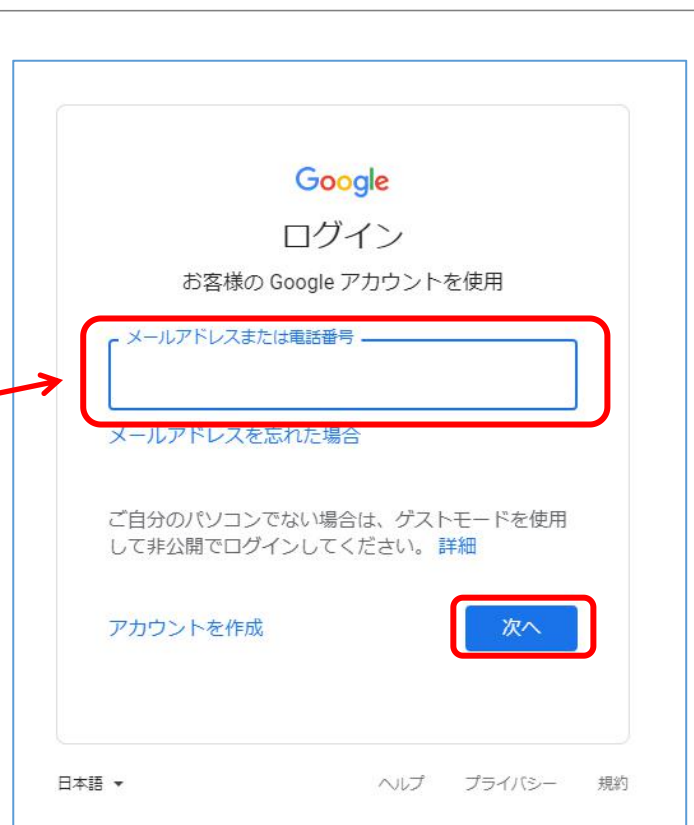 Google
ログイン
お客様の Google アカウントを使用
メールアドレスまたは電話番号
メールアドレスを忘れた場合
ご自分のパソコンでない場合は、ゲストモードを使用
して非公開でログインしてください。 詳細
アカウントを作成 次へ
日本語 ヘルプ プライバシー 規約